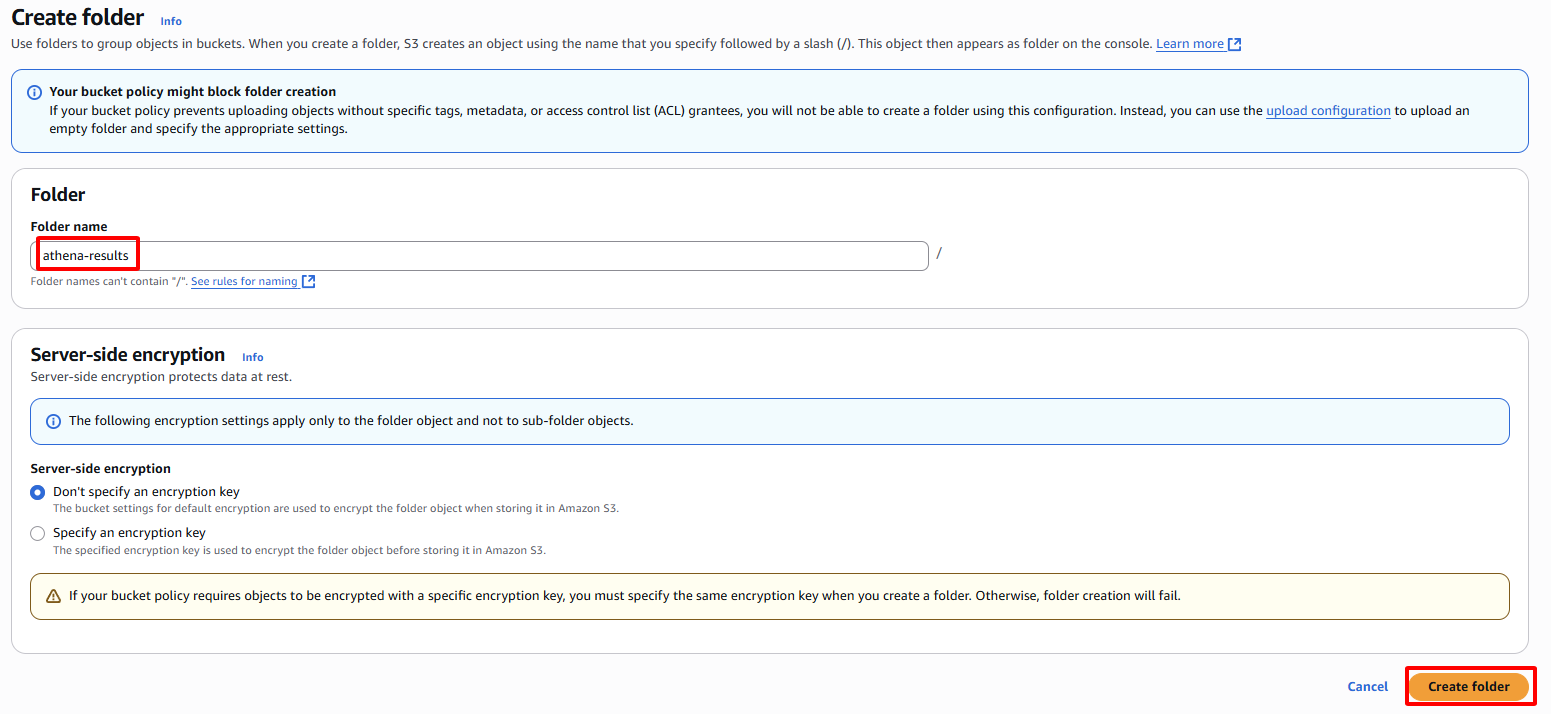 Create folder Info
Use folders to group objects in buckets. When you create a folder, S3 creates an object using the name that you specify followed by a slash (/). This object then appears as folder on the console. Learn more
Your bucket policy might block folder creation
If your bucket policy prevents uploading objects without specific tags, metadata, or access control list (ACL) grantees, you will not be able to create a folder using this configuration. Instead, you can use the upload configuration to upload an
empty folder and specify the appropriate settings.
Folder
Folder name
athena-results /
Folder names can't contain "/". See rules for naming
Server-side encryption Info
Server-side encryption protects data at rest.
The following encryption settings apply only to the folder object and not to sub-folder objects.
Server-side encryption
Don't specify an encryption key
The bucket settings for default encryption are used to encrypt the folder object when storing it in Amazon S3.
Specify an encryption key
The specified encryption key is used to encrypt the folder object before storing it in Amazon S3.
If your bucket policy requires objects to be encrypted with a specific encryption key, you must specify the same encryption key when you create a folder. Otherwise, folder creation will fail.
Cancel Create folder